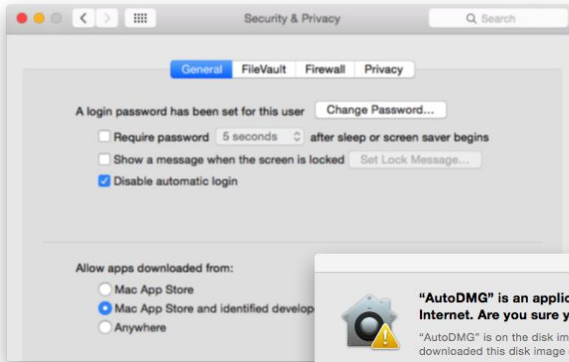 Security & Privacy
Search
General FileVault Firewall Privacy
A login password has been set for this user Change Password...
Require password 5 seconds after sleep or screen saver begins
Show a message when the screen is locked Set Lock Message...
Disable automatic login
Allow apps downloaded from:
Mac App Store
Mac App Store and identified develop
Anywhere
"AutoDMG" is an applic
Internet. Are you sure y
"AutoDMG" is on the disk im
downloaded this disk image